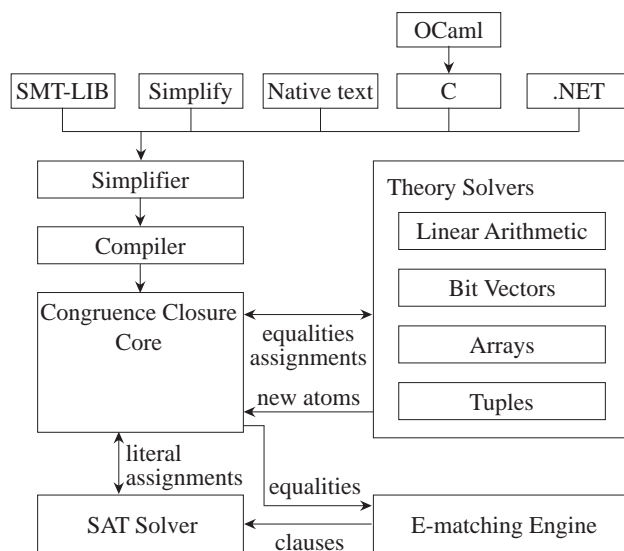 OCaml
SMT-LIB
Simplify
Native text
C
.NET
Simplifier
Compiler
Congruence Closure
Core
Theory Solvers
Linear Arithmetic
Bit Vectors
Arrays
Tuples
equalities
assignments
new atoms
literal
assignments
equalities
SAT Solver
clauses
E-matching Engine